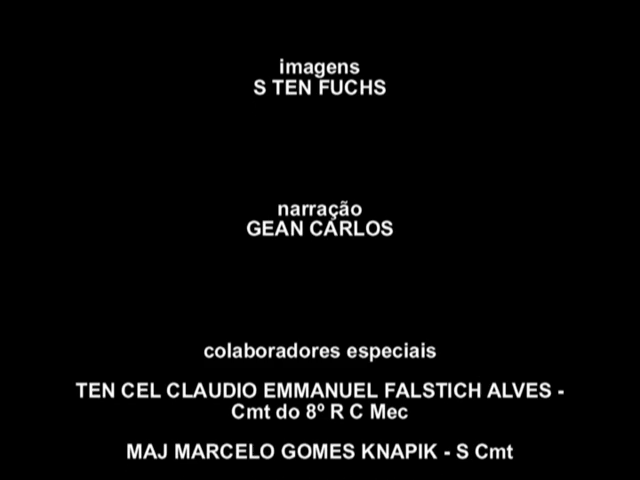 imagens
S TEN FUCHS
narração
GEAN CARLOS
colaboradores especiais
TEN CEL CLAUDIO EMMANUEL FALSTICH ALVES -
Cmt do 8º R C Mec
MAJ MARCELO GOMES KNAPIK - S Cmt